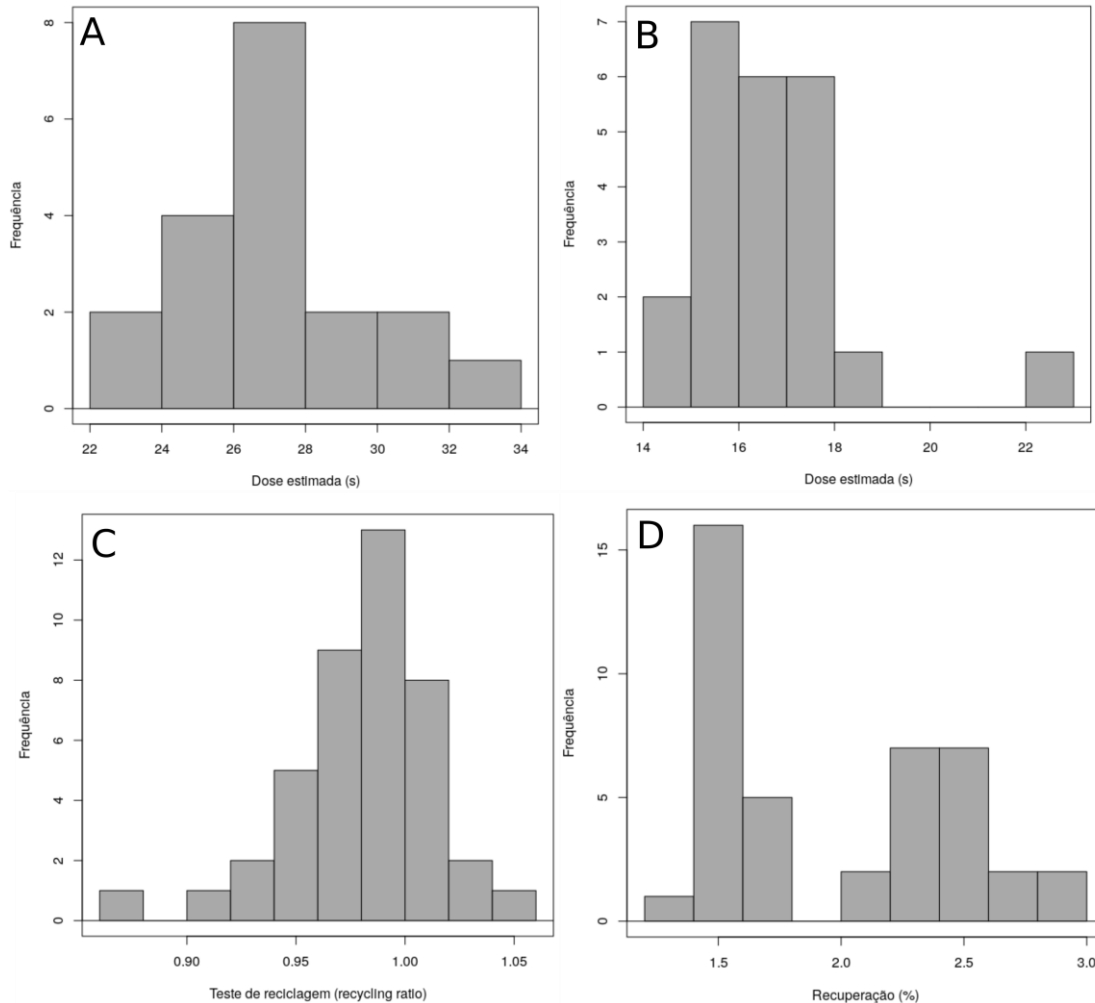 A
8
6
4
2
0
Frequência
22 24 26 28 30 32 34
Dose estimada (s)
B
7
6
5
4
3
2
1
0
Frequência
14 16 18 20 22
Dose estimada (s)
C
12
10
8
6
4
2
0
Frequência
0.90 0.95 1.00 1.05
Teste de reciclagem (recycling ratio)
D
15
10
5
0
Frequência
1.5 2.0 2.5 3.0
Recuperação (%)